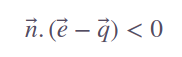 n⃗. (e⃗ − q⃗) < 0